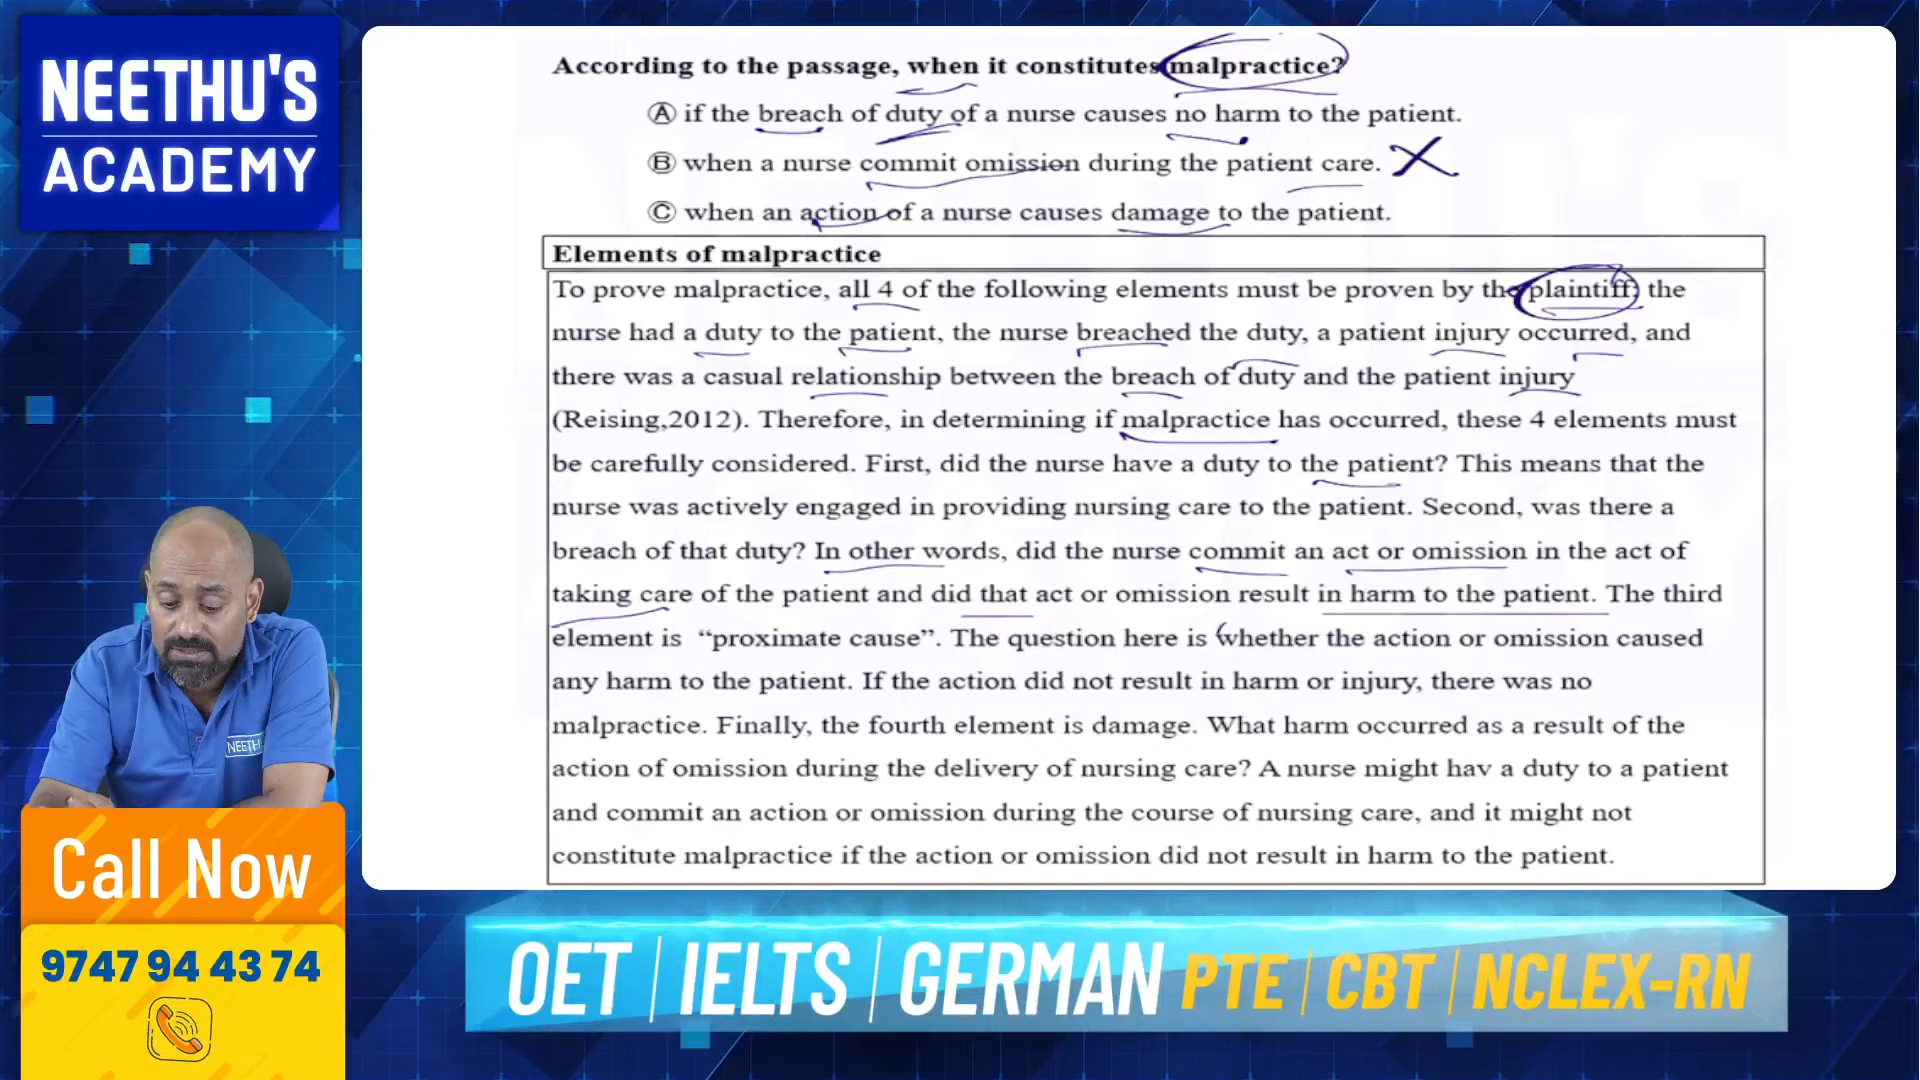 NEETHU'S
ACADEMY
According to the passage, when it constitutes malpractice?
Ⓐ if the breach of duty of a nurse causes no harm to the patient.
Ⓑ when a nurse commit omission during the patient care.
Ⓒ when an action of a nurse causes damage to the patient.
Elements of malpractice
To prove malpractice, all 4 of the following elements must be proven by the plaintiff; the
nurse had a duty to the patient, the nurse breached the duty, a patient injury occurred, and
there was a casual relationship between the breach of duty and the patient injury
(Reising,2012). Therefore, in determining if malpractice has occurred, these 4 elements must
be carefully considered. First, did the nurse have a duty to the patient? This means that the
nurse was actively engaged in providing nursing care to the patient. Second, was there a
breach of that duty? In other words, did the nurse commit an act or omission in the act of
taking care of the patient and did that act or omission result in harm to the patient. The third
element is “proximate cause”. The question here is whether the action or omission caused
any harm to the patient. If the action did not result in harm or injury, there was no
malpractice. Finally, the fourth element is damage. What harm occurred as a result of the
action of omission during the delivery of nursing care? A nurse might hav a duty to a patient
and commit an action or omission during the course of nursing care, and it might not
constitute malpractice if the action or omission did not result in harm to the patient.
NEETH
Call Now
9747 94 43 74
OET | IELTS | GERMAN PTE | CBT | NCLEX-RN